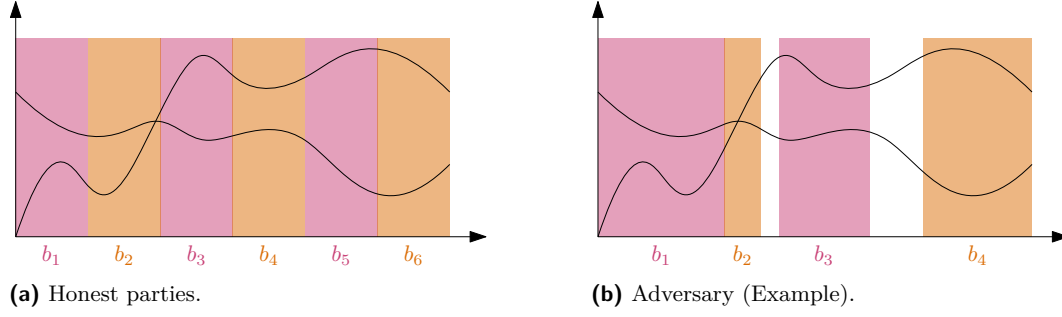 b₁ b₂ b₃ b₄ b₅ b₆
(a) Honest parties.
b₁ b₂ b₃ b₄
(b) Adversary (Example).